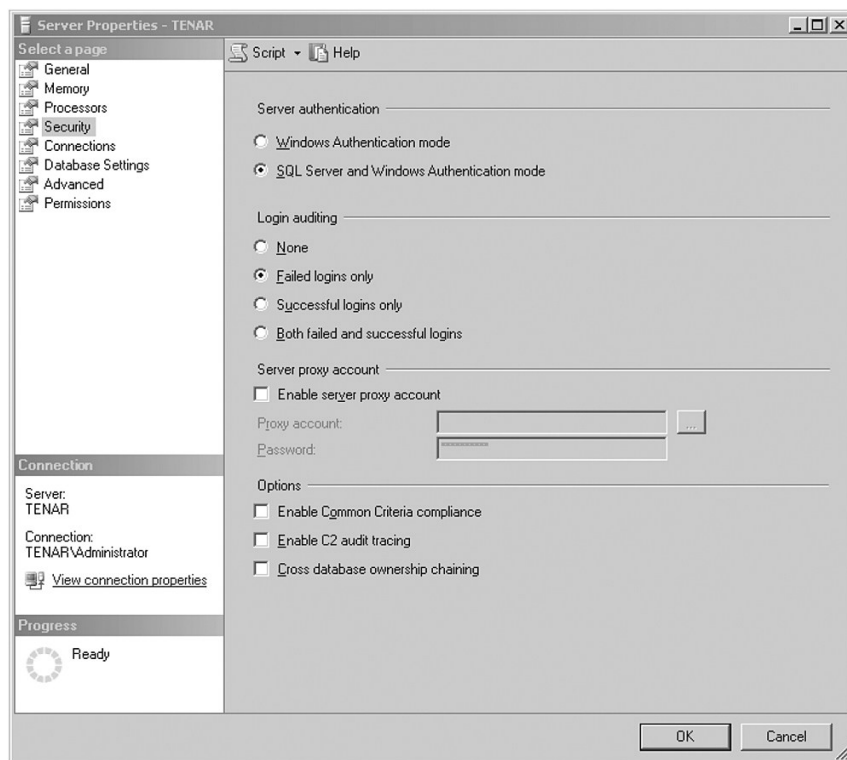 Server Properties - TENAR
Select a page
General
Memory
Processors
Security
Connections
Database Settings
Advanced
Permissions
Connection
Server:
TENAR
Connection:
TENAR\Administrator
View connection properties
Progress
Ready
Script
Help
Server authentication
Windows Authentication mode
SQL Server and Windows Authentication mode
Login auditing
None
Failed logins only
Successful logins only
Both failed and successful logins
Server proxy account
Enable server proxy account
Proxy account:
...
Password:
**********
Options
Enable Common Criteria compliance
Enable C2 audit tracing
Cross database ownership chaining
OK
Cancel